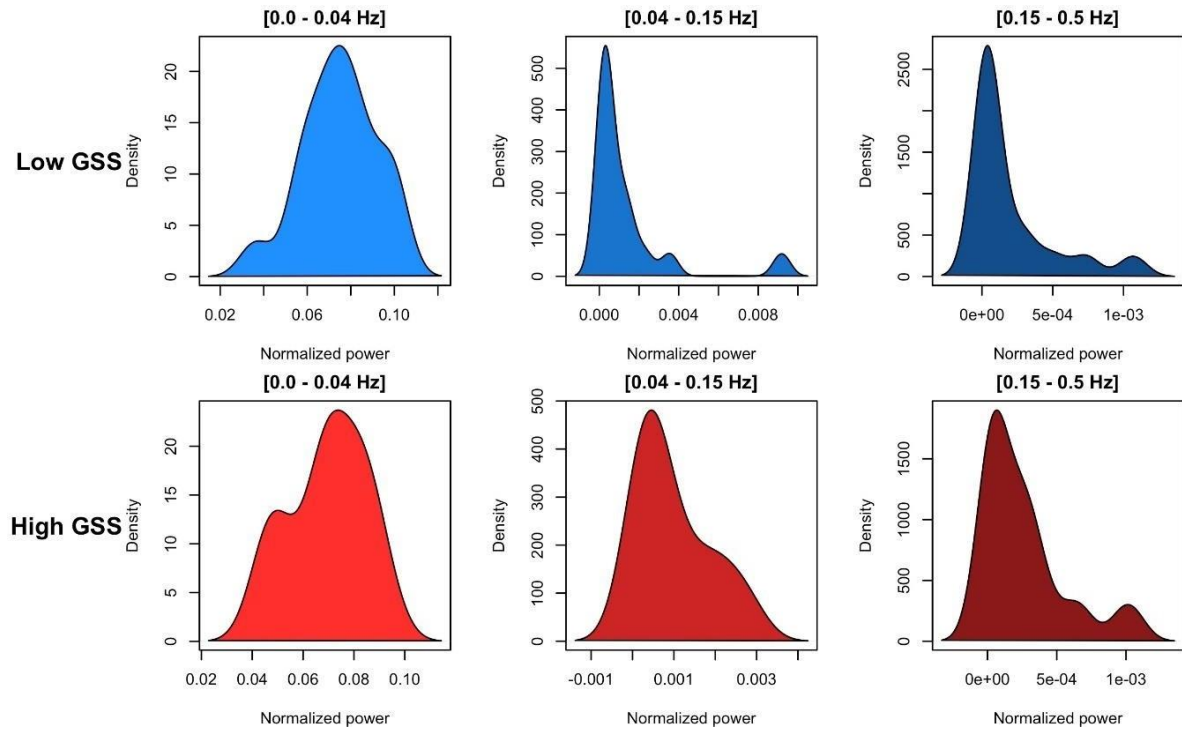 [0.0 - 0.04 Hz] [0.04 - 0.15 Hz] [0.15 - 0.5 Hz]
Low GSS
Density
0 5 10 15 20
0.02 0.06 0.10
Normalized power
Density
0 100 200 300 400 500
0.000 0.004 0.008
Normalized power
Density
0 500 1500 2500
0e+00 5e-04 1e-03
Normalized power
[0.0 - 0.04 Hz] [0.04 - 0.15 Hz] [0.15 - 0.5 Hz]
High GSS
Density
0 5 10 15 20
0.02 0.04 0.06 0.08 0.10
Normalized power
Density
0 100 200 300 400 500
-0.001 0.001 0.003
Normalized power
Density
0 500 1000 1500
0e+00 5e-04 1e-03
Normalized power